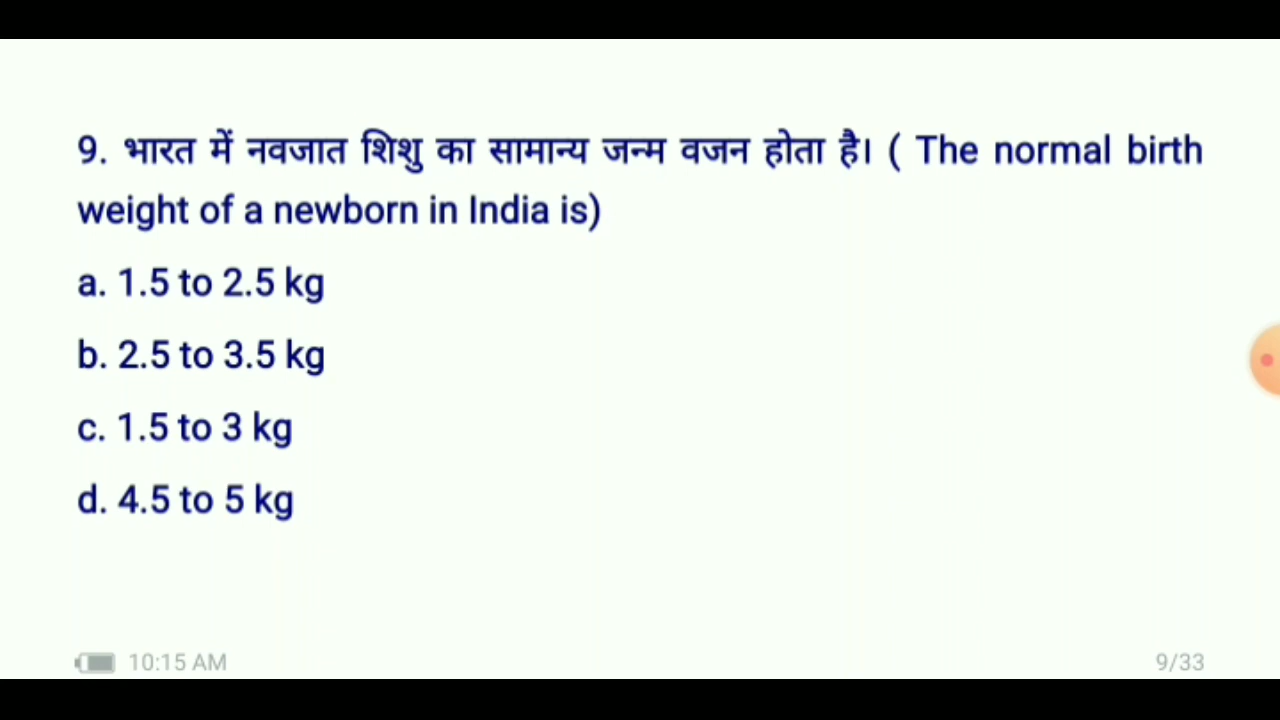 9. भारत में नवजात शिशु का सामान्य जन्म वजन होता है। ( The normal birth
weight of a newborn in India is)
a. 1.5 to 2.5 kg
b. 2.5 to 3.5 kg
c. 1.5 to 3 kg
d. 4.5 to 5 kg
10:15 AM
9/33